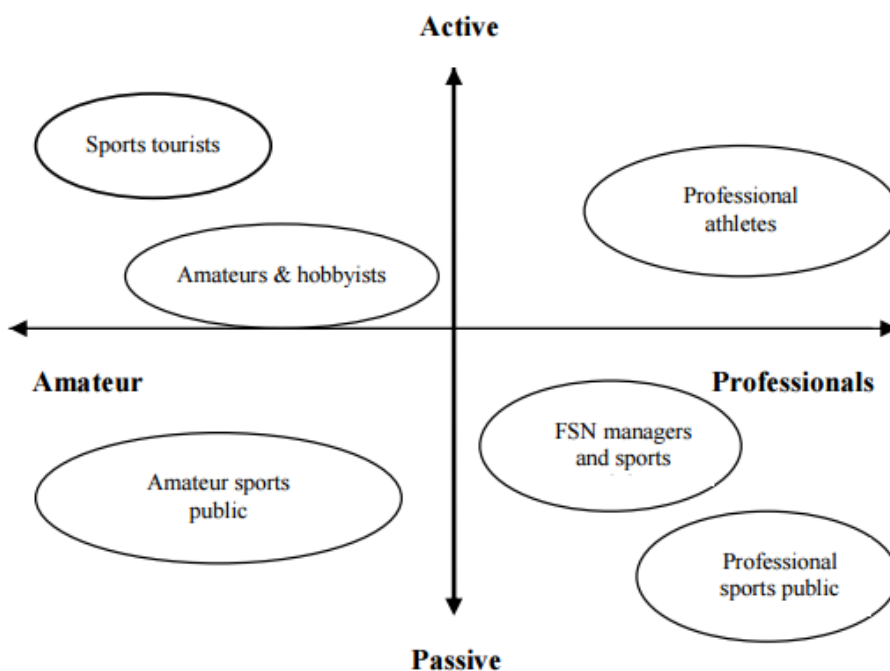 Active
Sports tourists
Professional
athletes
Amateurs & hobbyists
Amateur
Professionals
FSN managers
and sports
Amateur sports
public
Professional
sports public
Passive